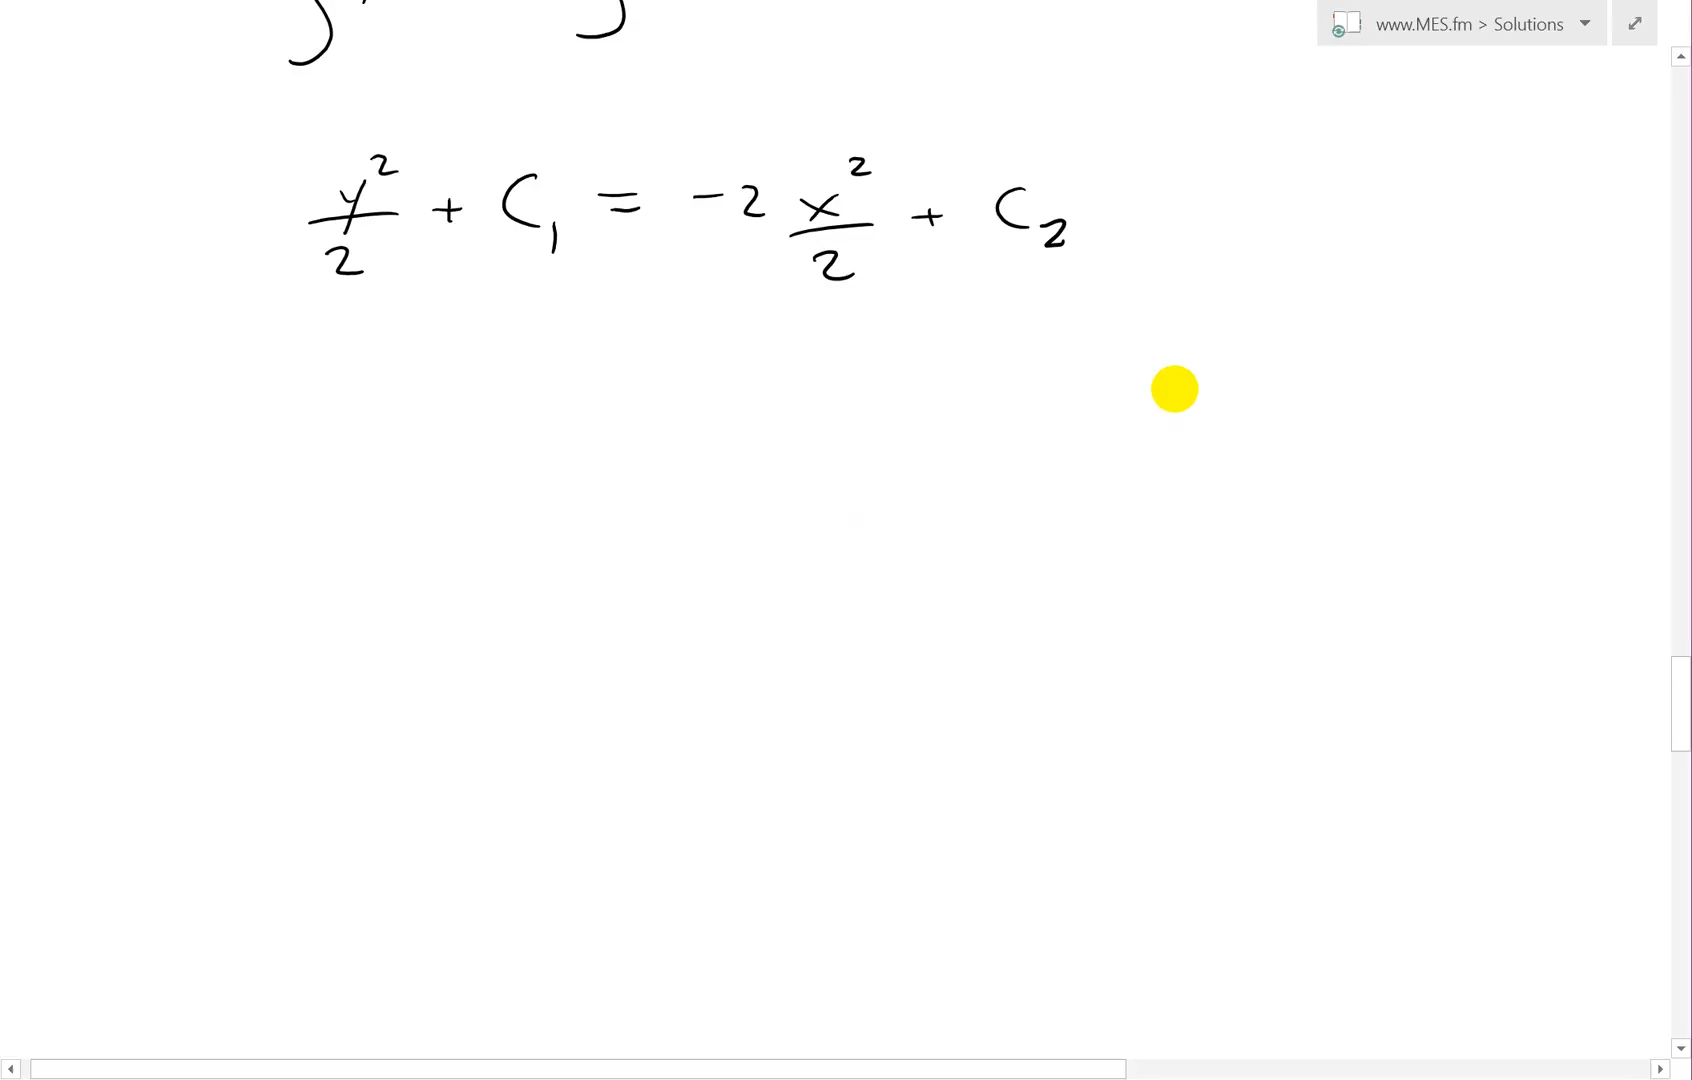 www.MES.fm > Solutions
y²/2 + C₁ = -2 x²/2 + C₂